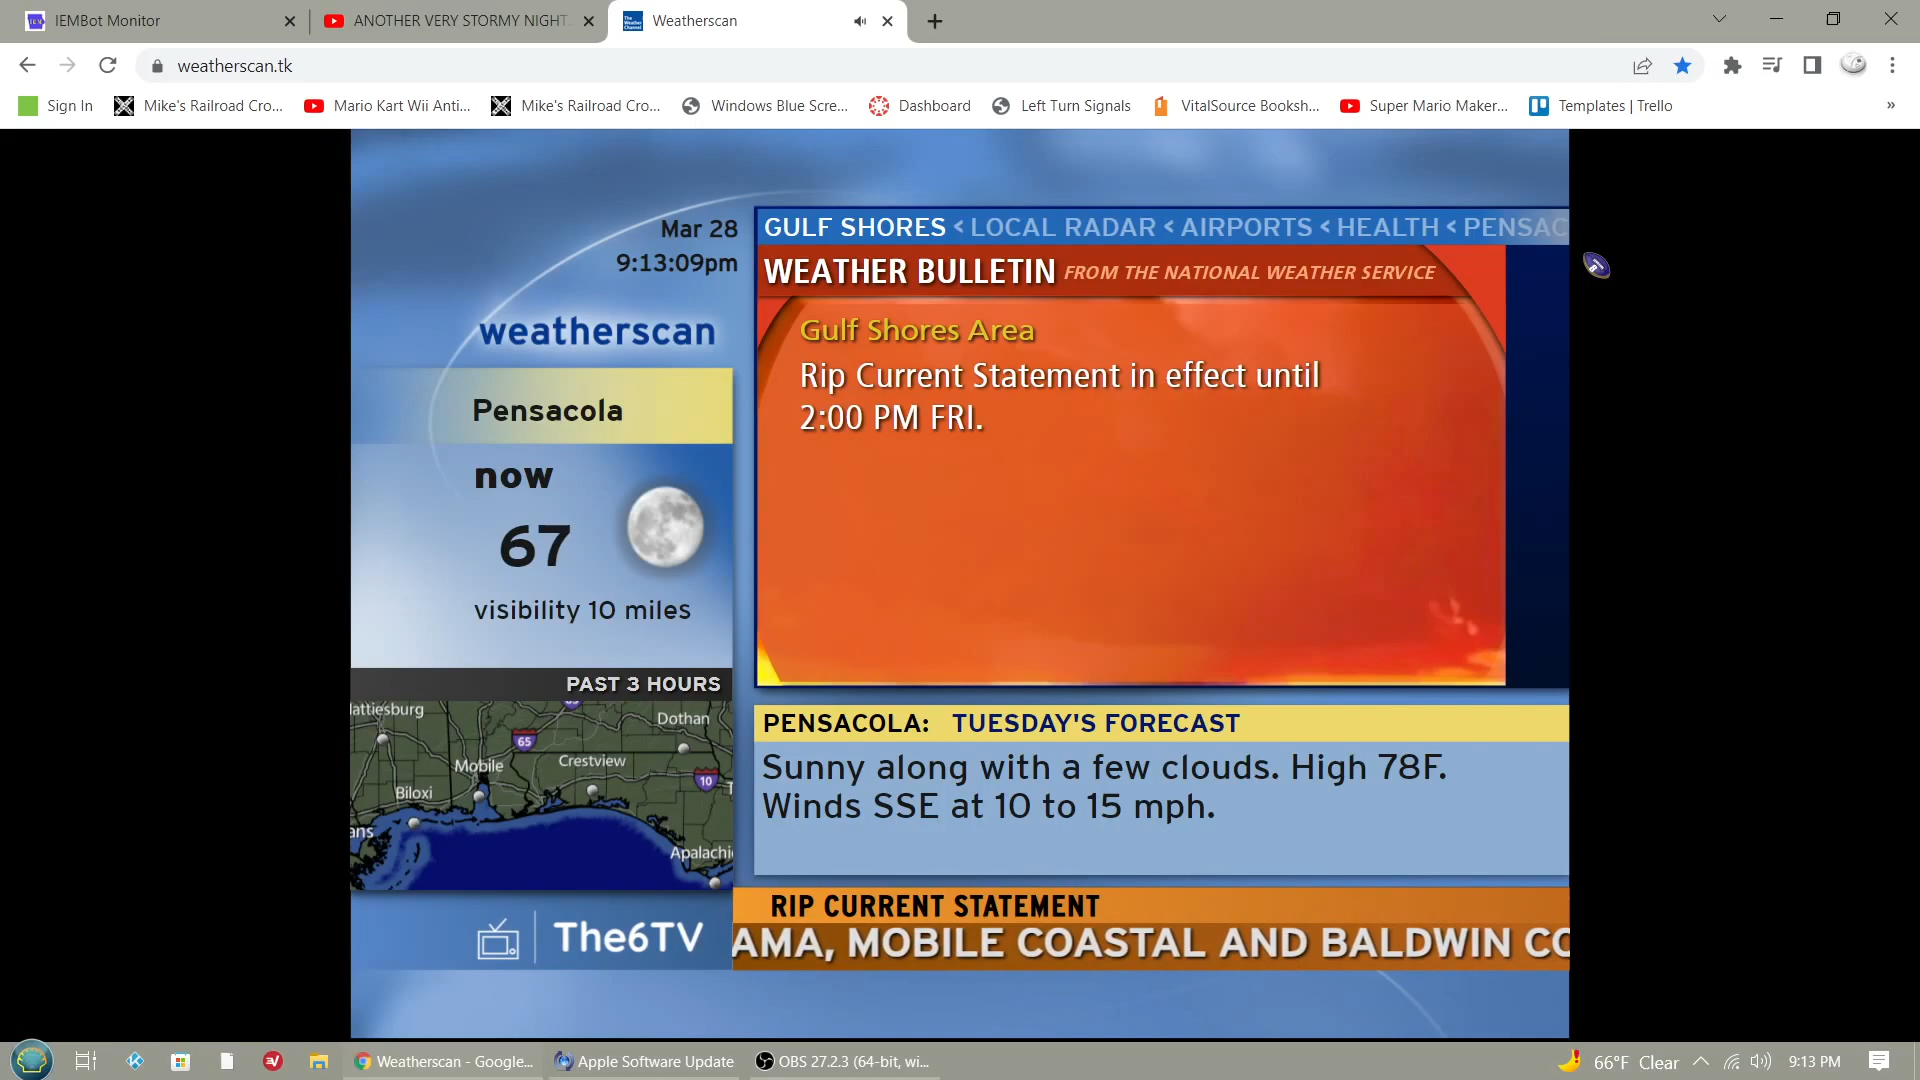 IEMBot Monitor
ANOTHER VERY STORMY NIGHT
Weatherscan
weatherscan.tk
Sign In
Mike's Railroad Cro...
Mario Kart Wii Anti...
Mike's Railroad Cro...
Windows Blue Scre...
Dashboard
Left Turn Signals
VitalSource Booksh...
Super Mario Maker...
Templates | Trello
»
Mar 28
9:13:09pm
weatherscan
Pensacola
now
67
visibility 10 miles
PAST 3 HOURS
lattiesburg
Dothan
65
Mobile
Crestview
10
Biloxi
ans
Apalachi
The6TV
GULF SHORES < LOCAL RADAR < AIRPORTS < HEALTH < PENSAC
WEATHER BULLETIN FROM THE NATIONAL WEATHER SERVICE
Gulf Shores Area
Rip Current Statement in effect until
2:00 PM FRI.
PENSACOLA: TUESDAY'S FORECAST
Sunny along with a few clouds. High 78F.
Winds SSE at 10 to 15 mph.
RIP CURRENT STATEMENT
AMA, MOBILE COASTAL AND BALDWIN CO
Weatherscan - Google...
Apple Software Update
OBS 27.2.3 (64-bit, wi...
66°F Clear
9:13 PM